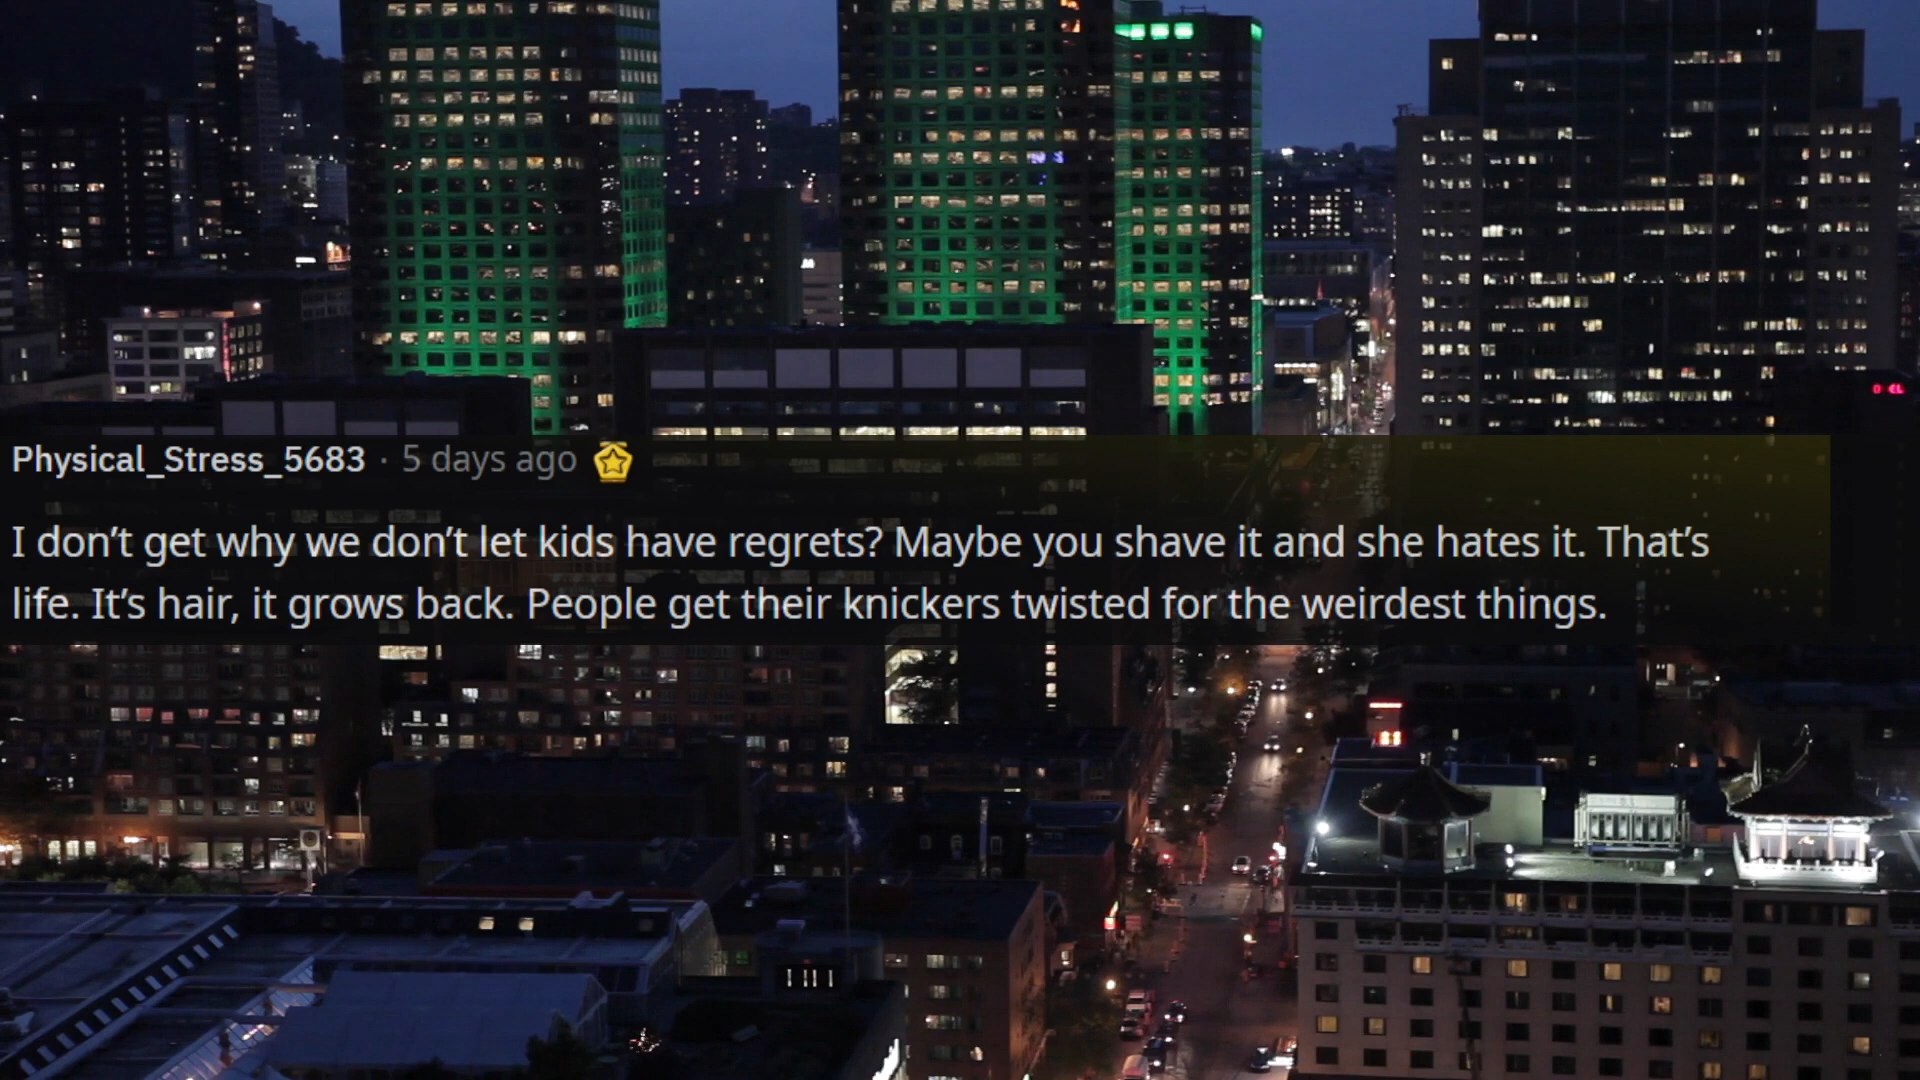 Physical_Stress_5683 · 5 days ago
I don’t get why we don’t let kids have regrets? Maybe you shave it and she hates it. That’s
life. It’s hair, it grows back. People get their knickers twisted for the weirdest things.